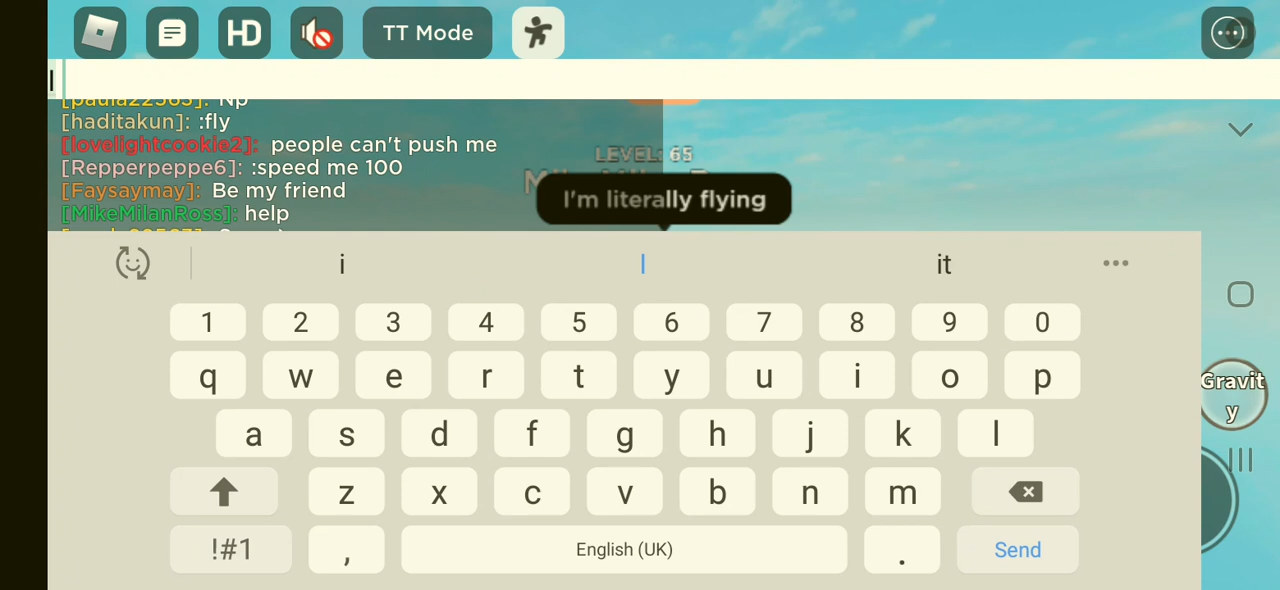 HD
TT Mode
I
[paula22563]: Np
[haditakun]: :fly
[lovelightcookie2]: people can't push me
[Repperpeppe6]: :speed me 100
[Faysaymay]: Be my friend
[MikeMilanRoss]: help
LEVEL: 65
I'm literally flying
i
I
it
1 2 3 4 5 6 7 8 9 0
q w e r t y u i o p
a s d f g h j k l
z x c v b n m
!#1 , English (UK) . Send
Gravit
y